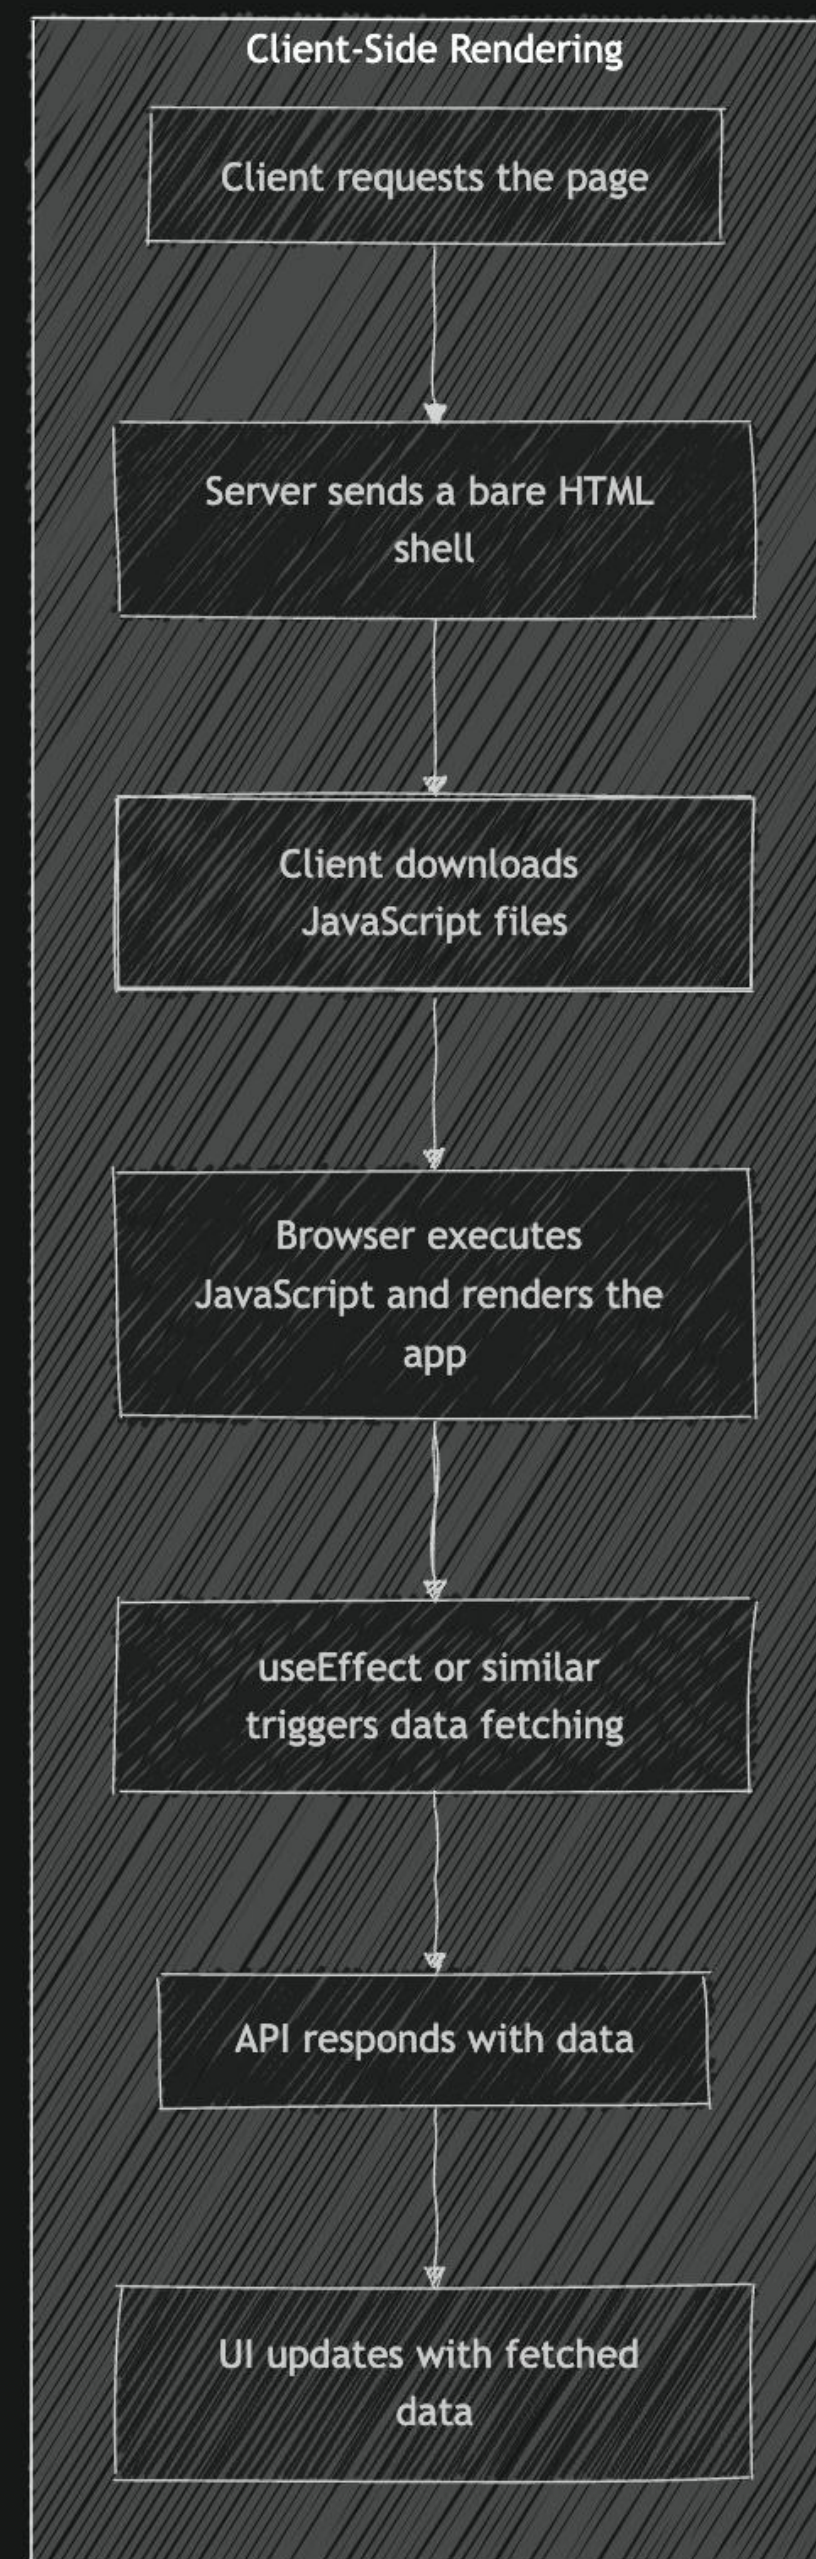 Client-Side Rendering
Client requests the page
Server sends a bare HTML
shell
Client downloads
JavaScript files
Browser executes
JavaScript and renders the
app
useEffect or similar
triggers data fetching
API responds with data
UI updates with fetched
data